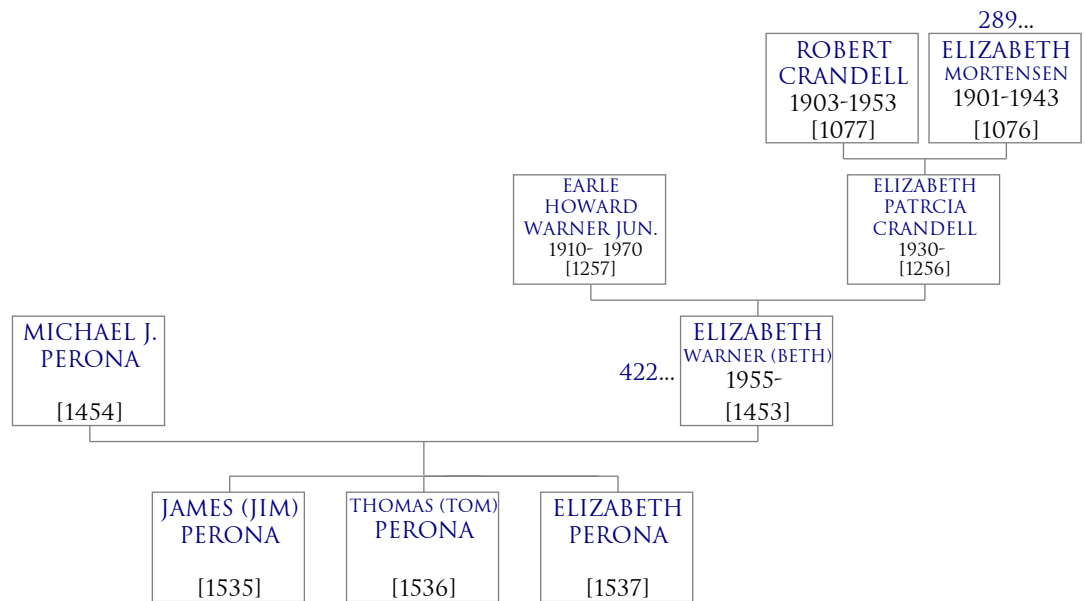 289...
ROBERT
CRANDELL
1903-1953
[1077]
ELIZABETH
MORTENSEN
1901-1943
[1076]
EARLE
HOWARD
WARNER JUN.
1910- 1970
[1257]
ELIZABETH
PATRCIA
CRANDELL
1930-
[1256]
MICHAEL J.
PERONA
[1454]
422...
ELIZABETH
WARNER (BETH)
1955-
[1453]
JAMES (JIM)
PERONA
[1535]
THOMAS (TOM)
PERONA
[1536]
ELIZABETH
PERONA
[1537]